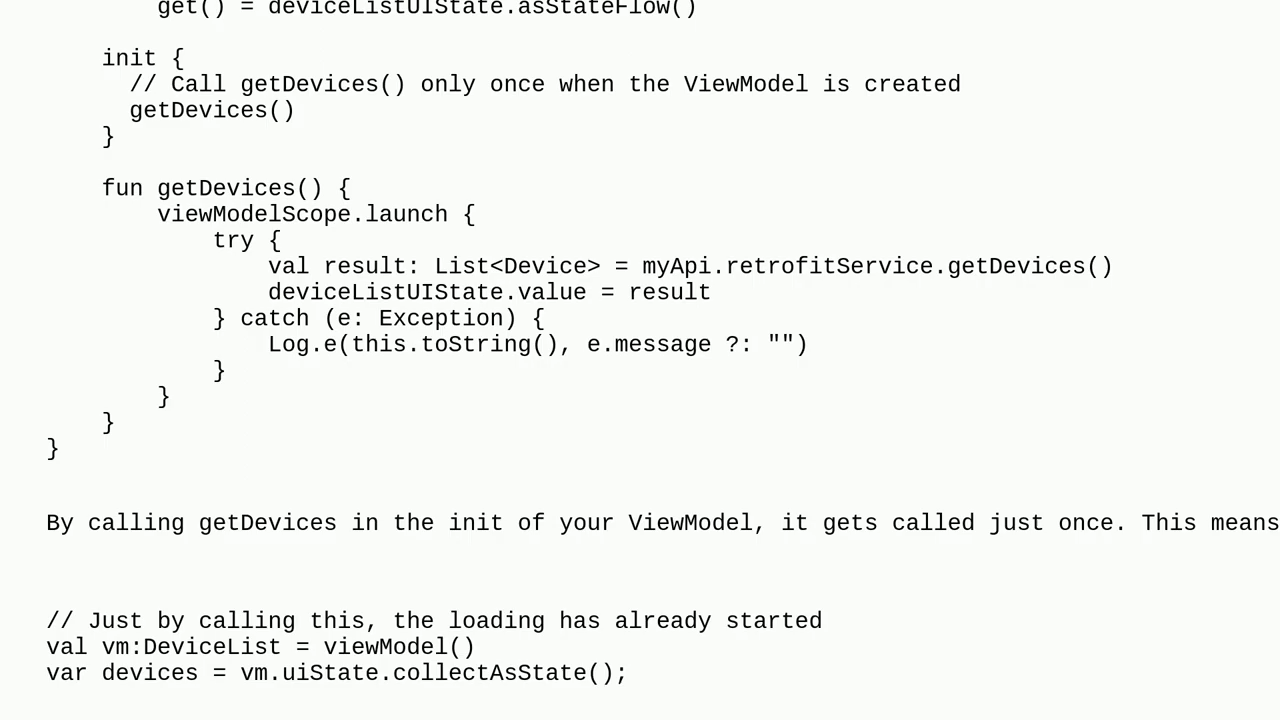 get() = deviceListUIState.asStateFlow()
init {
// Call getDevices() only once when the ViewModel is created
getDevices()
}
fun getDevices() {
viewModelScope.launch {
try {
val result: List<Device> = myApi.retrofitService.getDevices()
deviceListUIState.value = result
} catch (e: Exception) {
Log.e(this.toString(), e.message ?: "")
}
}
}
}
By calling getDevices in the init of your ViewModel, it gets called just once. This means
// Just by calling this, the loading has already started
val vm:DeviceList = viewModel()
var devices = vm.uiState.collectAsState();